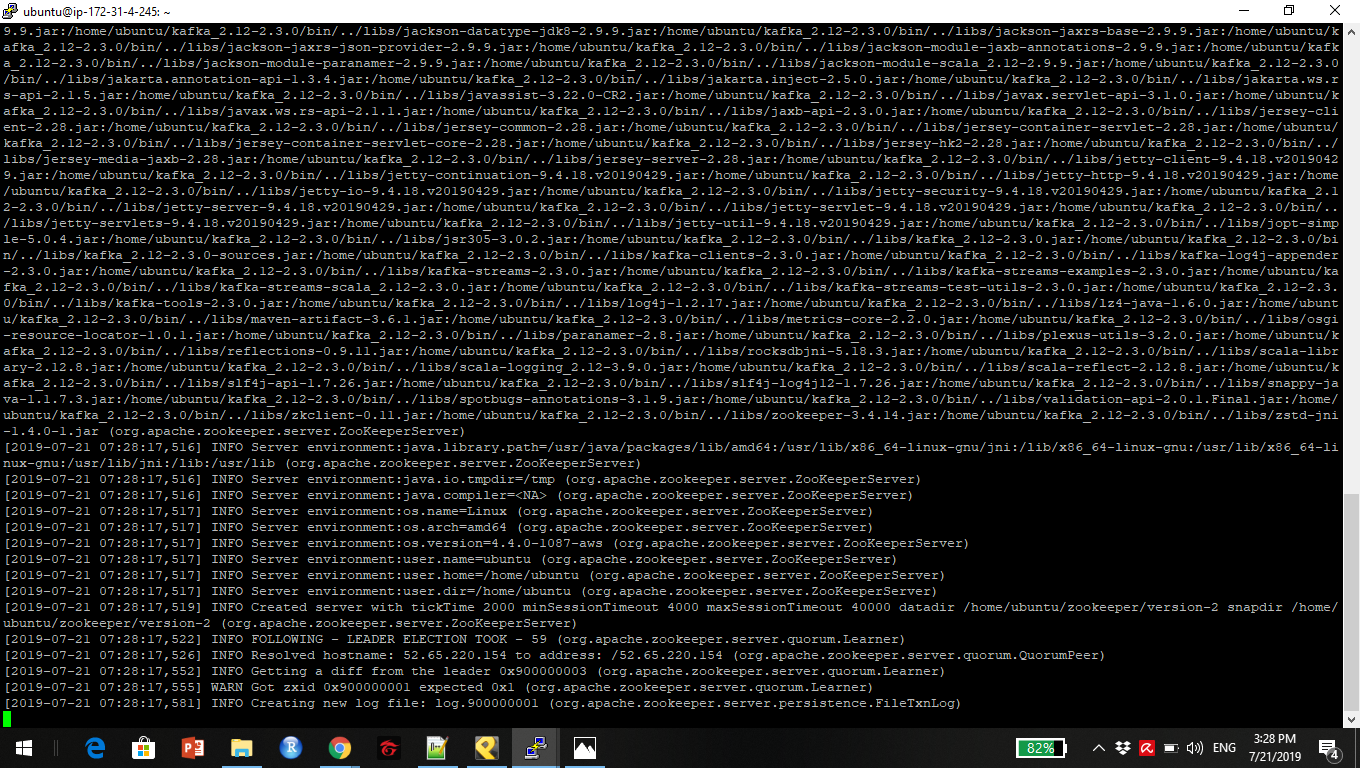 ubuntu@ip-172-31-4-245: ~
9.9.jar:/home/ubuntu/kafka_2.12-2.3.0/bin/../libs/jackson-datatype-jdk8-2.9.9.jar:/home/ubuntu/kafka_2.12-2.3.0/bin/../libs/jackson-jaxrs-base-2.9.9.jar:/home/ubuntu/k
afka_2.12-2.3.0/bin/../libs/jackson-jaxrs-json-provider-2.9.9.jar:/home/ubuntu/kafka_2.12-2.3.0/bin/../libs/jackson-module-jaxb-annotations-2.9.9.jar:/home/ubuntu/kafk
a_2.12-2.3.0/bin/../libs/jackson-module-paranamer-2.9.9.jar:/home/ubuntu/kafka_2.12-2.3.0/bin/../libs/jackson-module-scala_2.12-2.9.9.jar:/home/ubuntu/kafka_2.12-2.3.0
/bin/../libs/jakarta.annotation-api-1.3.4.jar:/home/ubuntu/kafka_2.12-2.3.0/bin/../libs/jakarta.inject-2.5.0.jar:/home/ubuntu/kafka_2.12-2.3.0/bin/../libs/jakarta.ws.r
s-api-2.1.5.jar:/home/ubuntu/kafka_2.12-2.3.0/bin/../libs/javassist-3.22.0-CR2.jar:/home/ubuntu/kafka_2.12-2.3.0/bin/../libs/javax.servlet-api-3.1.0.jar:/home/ubuntu/k
afka_2.12-2.3.0/bin/../libs/javax.ws.rs-api-2.1.1.jar:/home/ubuntu/kafka_2.12-2.3.0/bin/../libs/jaxb-api-2.3.0.jar:/home/ubuntu/kafka_2.12-2.3.0/bin/../libs/jersey-cli
ent-2.28.jar:/home/ubuntu/kafka_2.12-2.3.0/bin/../libs/jersey-common-2.28.jar:/home/ubuntu/kafka_2.12-2.3.0/bin/../libs/jersey-container-servlet-2.28.jar:/home/ubuntu/
kafka_2.12-2.3.0/bin/../libs/jersey-container-servlet-core-2.28.jar:/home/ubuntu/kafka_2.12-2.3.0/bin/../libs/jersey-hk2-2.28.jar:/home/ubuntu/kafka_2.12-2.3.0/bin/../
libs/jersey-media-jaxb-2.28.jar:/home/ubuntu/kafka_2.12-2.3.0/bin/../libs/jersey-server-2.28.jar:/home/ubuntu/kafka_2.12-2.3.0/bin/../libs/jetty-client-9.4.18.v2019042
9.jar:/home/ubuntu/kafka_2.12-2.3.0/bin/../libs/jetty-continuation-9.4.18.v20190429.jar:/home/ubuntu/kafka_2.12-2.3.0/bin/../libs/jetty-http-9.4.18.v20190429.jar:/home
/ubuntu/kafka_2.12-2.3.0/bin/../libs/jetty-io-9.4.18.v20190429.jar:/home/ubuntu/kafka_2.12-2.3.0/bin/../libs/jetty-security-9.4.18.v20190429.jar:/home/ubuntu/kafka_2.1
2-2.3.0/bin/../libs/jetty-server-9.4.18.v20190429.jar:/home/ubuntu/kafka_2.12-2.3.0/bin/../libs/jetty-servlet-9.4.18.v20190429.jar:/home/ubuntu/kafka_2.12-2.3.0/bin/..
/libs/jetty-servlets-9.4.18.v20190429.jar:/home/ubuntu/kafka_2.12-2.3.0/bin/../libs/jetty-util-9.4.18.v20190429.jar:/home/ubuntu/kafka_2.12-2.3.0/bin/../libs/jopt-simp
le-5.0.4.jar:/home/ubuntu/kafka_2.12-2.3.0/bin/../libs/jsr305-3.0.2.jar:/home/ubuntu/kafka_2.12-2.3.0/bin/../libs/kafka_2.12-2.3.0.jar:/home/ubuntu/kafka_2.12-2.3.0/bi
n/../libs/kafka_2.12-2.3.0-sources.jar:/home/ubuntu/kafka_2.12-2.3.0/bin/../libs/kafka-clients-2.3.0.jar:/home/ubuntu/kafka_2.12-2.3.0/bin/../libs/kafka-log4j-appender
-2.3.0.jar:/home/ubuntu/kafka_2.12-2.3.0/bin/../libs/kafka-streams-2.3.0.jar:/home/ubuntu/kafka_2.12-2.3.0/bin/../libs/kafka-streams-examples-2.3.0.jar:/home/ubuntu/ka
fka_2.12-2.3.0/bin/../libs/kafka-streams-scala_2.12-2.3.0.jar:/home/ubuntu/kafka_2.12-2.3.0/bin/../libs/kafka-streams-test-utils-2.3.0.jar:/home/ubuntu/kafka_2.12-2.3.
0/bin/../libs/kafka-tools-2.3.0.jar:/home/ubuntu/kafka_2.12-2.3.0/bin/../libs/log4j-1.2.17.jar:/home/ubuntu/kafka_2.12-2.3.0/bin/../libs/lz4-java-1.6.0.jar:/home/ubunt
u/kafka_2.12-2.3.0/bin/../libs/maven-artifact-3.6.1.jar:/home/ubuntu/kafka_2.12-2.3.0/bin/../libs/metrics-core-2.2.0.jar:/home/ubuntu/kafka_2.12-2.3.0/bin/../libs/osgi
-resource-locator-1.0.1.jar:/home/ubuntu/kafka_2.12-2.3.0/bin/../libs/paranamer-2.8.jar:/home/ubuntu/kafka_2.12-2.3.0/bin/../libs/plexus-utils-3.2.0.jar:/home/ubuntu/k
afka_2.12-2.3.0/bin/../libs/reflections-0.9.11.jar:/home/ubuntu/kafka_2.12-2.3.0/bin/../libs/rocksdbjni-5.18.3.jar:/home/ubuntu/kafka_2.12-2.3.0/bin/../libs/scala-libr
ary-2.12.8.jar:/home/ubuntu/kafka_2.12-2.3.0/bin/../libs/scala-logging_2.12-3.9.0.jar:/home/ubuntu/kafka_2.12-2.3.0/bin/../libs/scala-reflect-2.12.8.jar:/home/ubuntu/k
afka_2.12-2.3.0/bin/../libs/slf4j-api-1.7.26.jar:/home/ubuntu/kafka_2.12-2.3.0/bin/../libs/slf4j-log4j12-1.7.26.jar:/home/ubuntu/kafka_2.12-2.3.0/bin/../libs/snappy-ja
va-1.1.7.3.jar:/home/ubuntu/kafka_2.12-2.3.0/bin/../libs/spotbugs-annotations-3.1.9.jar:/home/ubuntu/kafka_2.12-2.3.0/bin/../libs/validation-api-2.0.1.Final.jar:/home/
ubuntu/kafka_2.12-2.3.0/bin/../libs/zkclient-0.11.jar:/home/ubuntu/kafka_2.12-2.3.0/bin/../libs/zookeeper-3.4.14.jar:/home/ubuntu/kafka_2.12-2.3.0/bin/../libs/zstd-jni
-1.4.0-1.jar (org.apache.zookeeper.server.ZooKeeperServer)
[2019-07-21 07:28:17,516] INFO Server environment:java.library.path=/usr/java/packages/lib/amd64:/usr/lib/x86_64-linux-gnu/jni:/lib/x86_64-linux-gnu:/usr/lib/x86_64-li
nux-gnu:/usr/lib/jni:/lib:/usr/lib (org.apache.zookeeper.server.ZooKeeperServer)
[2019-07-21 07:28:17,516] INFO Server environment:java.io.tmpdir=/tmp (org.apache.zookeeper.server.ZooKeeperServer)
[2019-07-21 07:28:17,516] INFO Server environment:java.compiler=<NA> (org.apache.zookeeper.server.ZooKeeperServer)
[2019-07-21 07:28:17,517] INFO Server environment:os.name=Linux (org.apache.zookeeper.server.ZooKeeperServer)
[2019-07-21 07:28:17,517] INFO Server environment:os.arch=amd64 (org.apache.zookeeper.server.ZooKeeperServer)
[2019-07-21 07:28:17,517] INFO Server environment:os.version=4.4.0-1087-aws (org.apache.zookeeper.server.ZooKeeperServer)
[2019-07-21 07:28:17,517] INFO Server environment:user.name=ubuntu (org.apache.zookeeper.server.ZooKeeperServer)
[2019-07-21 07:28:17,517] INFO Server environment:user.home=/home/ubuntu (org.apache.zookeeper.server.ZooKeeperServer)
[2019-07-21 07:28:17,517] INFO Server environment:user.dir=/home/ubuntu (org.apache.zookeeper.server.ZooKeeperServer)
[2019-07-21 07:28:17,519] INFO Created server with tickTime 2000 minSessionTimeout 4000 maxSessionTimeout 40000 datadir /home/ubuntu/zookeeper/version-2 snapdir /home/
ubuntu/zookeeper/version-2 (org.apache.zookeeper.server.ZooKeeperServer)
[2019-07-21 07:28:17,522] INFO FOLLOWING - LEADER ELECTION TOOK - 59 (org.apache.zookeeper.server.quorum.Learner)
[2019-07-21 07:28:17,526] INFO Resolved hostname: 52.65.220.154 to address: /52.65.220.154 (org.apache.zookeeper.server.quorum.QuorumPeer)
[2019-07-21 07:28:17,552] INFO Getting a diff from the leader 0x900000003 (org.apache.zookeeper.server.quorum.Learner)
[2019-07-21 07:28:17,555] WARN Got zxid 0x900000001 expected 0x1 (org.apache.zookeeper.server.quorum.Learner)
[2019-07-21 07:28:17,581] INFO Creating new log file: log.900000001 (org.apache.zookeeper.server.persistence.FileTxnLog)
82%
ENG
3:28 PM
7/21/2019
4